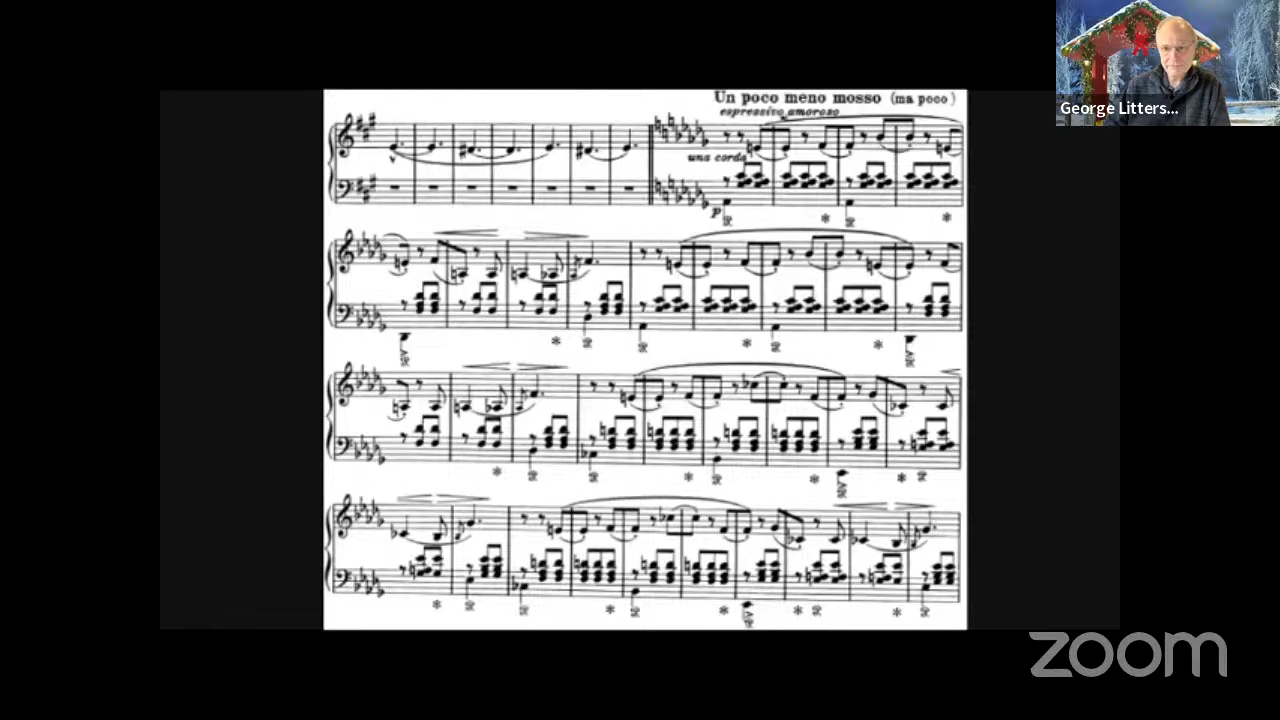 George Litters...
Un poco meno mosso (ma poco)
espressivo amoroso
una corda
p
zoom